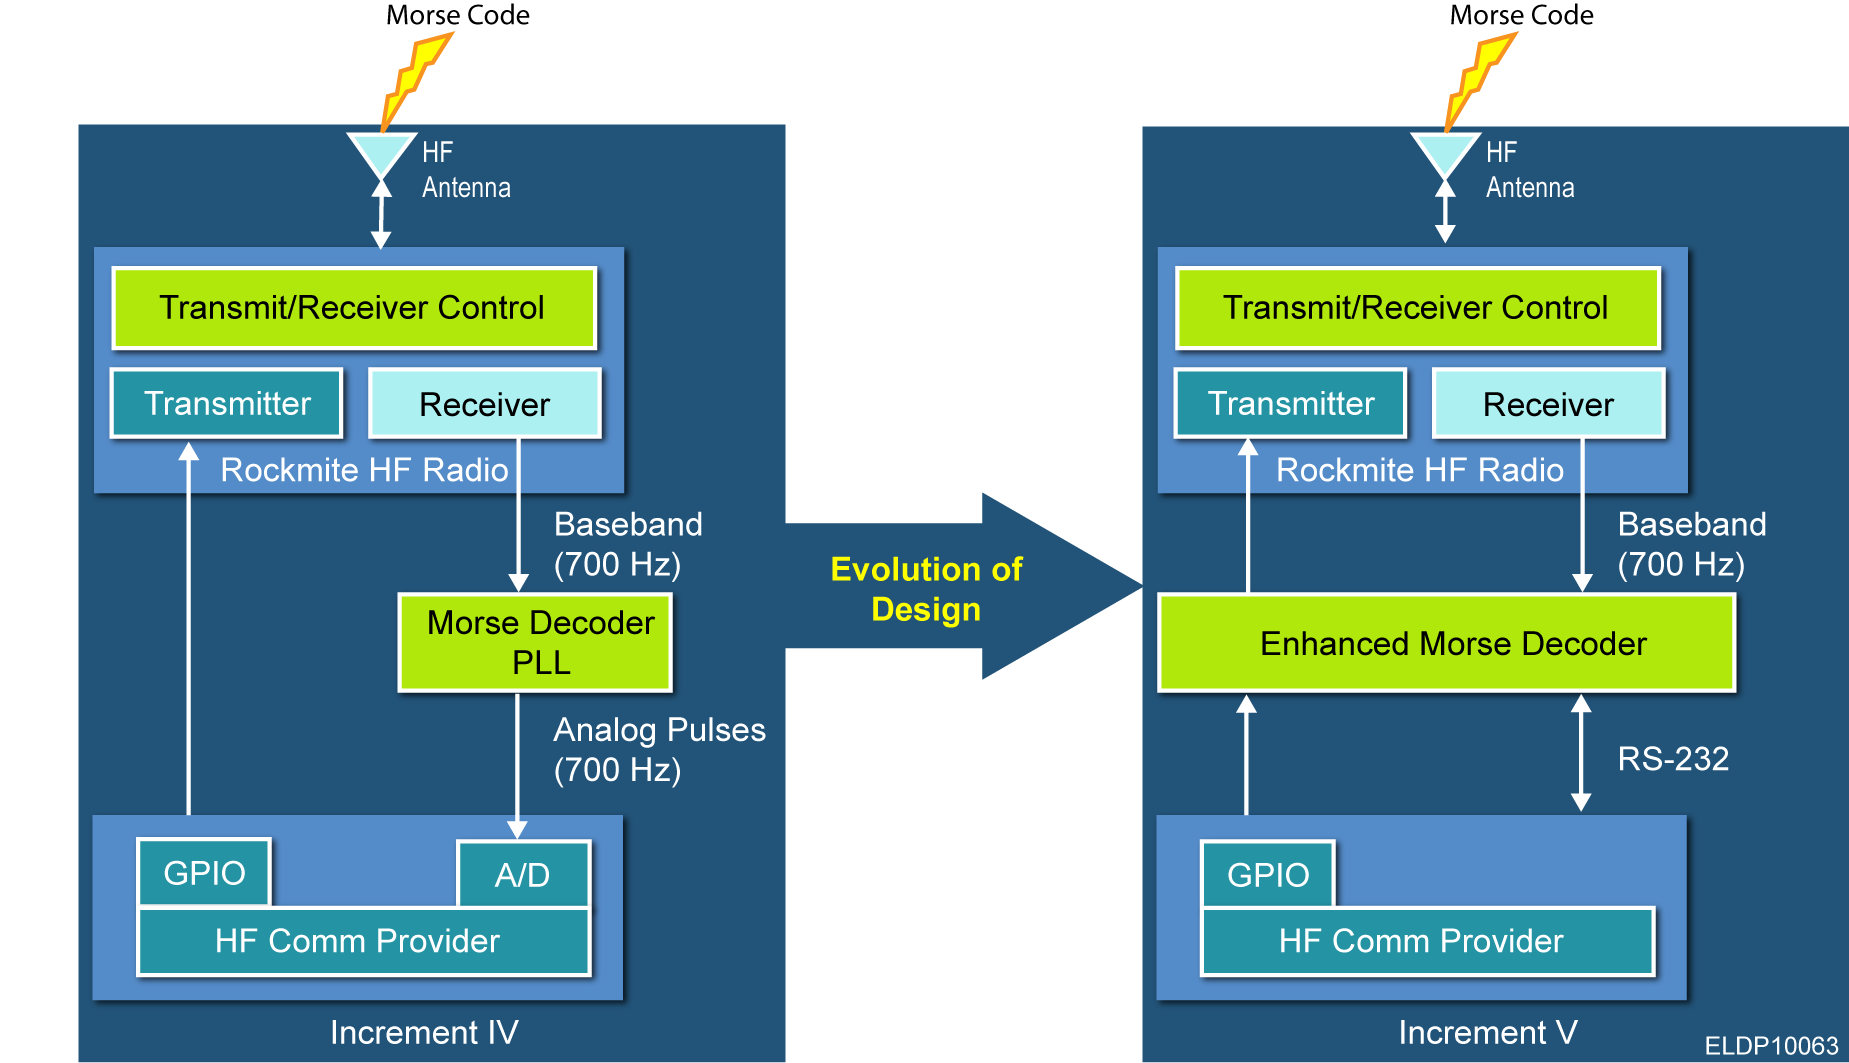 Morse Code
HF
Antenna
Transmit/Receiver Control
Transmitter
Receiver
Rockmite HF Radio
Baseband
(700 Hz)
Morse Decoder
PLL
Analog Pulses
(700 Hz)
GPIO
A/D
HF Comm Provider
Increment IV
Evolution of
Design
Morse Code
HF
Antenna
Transmit/Receiver Control
Transmitter
Receiver
Rockmite HF Radio
Baseband
(700 Hz)
Enhanced Morse Decoder
RS-232
GPIO
HF Comm Provider
Increment V
ELDP10063